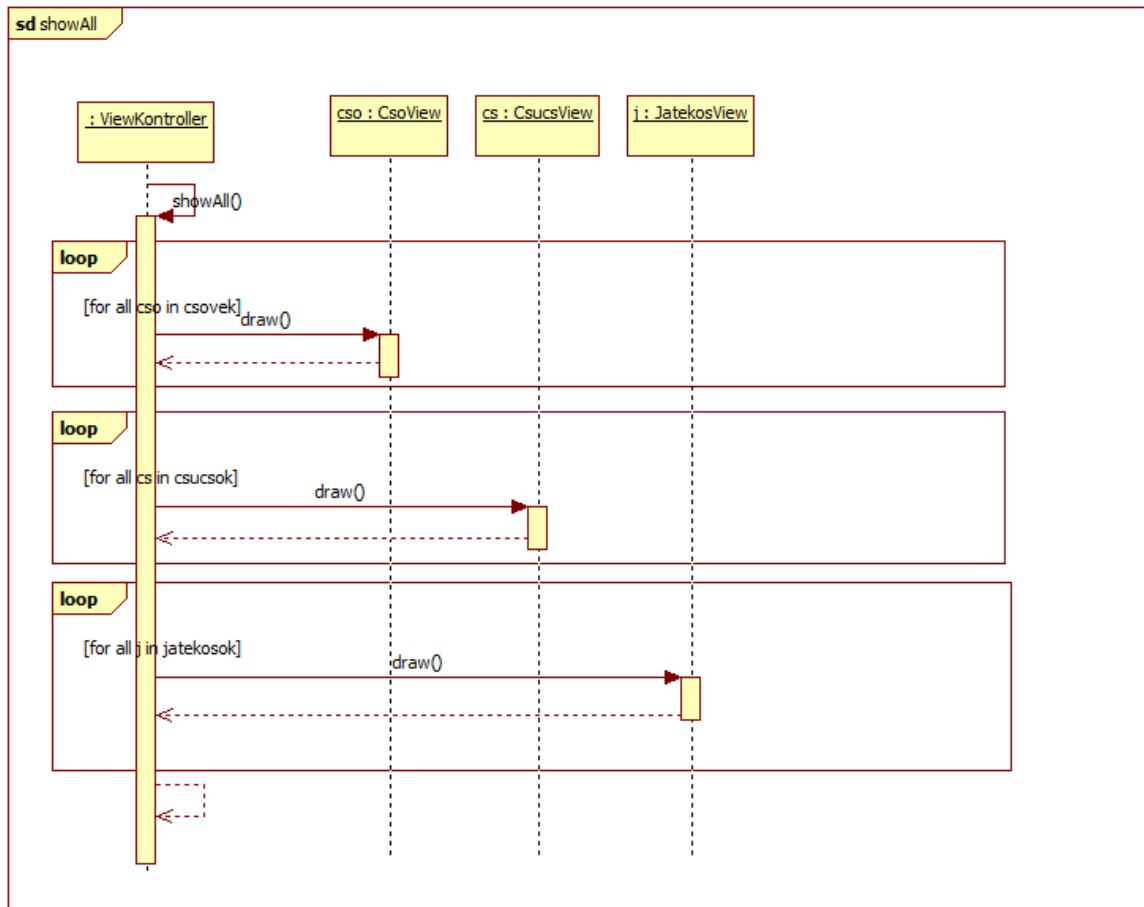 sd showAll
: ViewKontroller
cso : CsoView
cs : CsucsView
j : JatekosView
showAll()
loop
[for all cso in csovek]
draw()
loop
[for all cs in csucsok]
draw()
loop
[for all j in jatekosok]
draw()